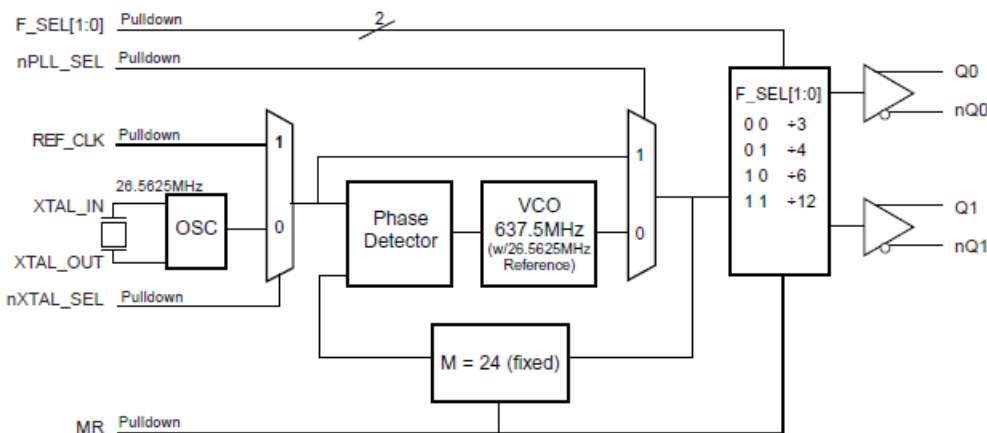 F_SEL[1:0] Pulldown 2
nPLL_SEL Pulldown
REF_CLK Pulldown
1
26.5625MHz
XTAL_IN
OSC
0
XTAL_OUT
nXTAL_SEL Pulldown
Phase
Detector
VCO
637.5MHz
(w/26.5625MHz
Reference)
1
0
M = 24 (fixed)
MR Pulldown
F_SEL[1:0]
0 0 ÷3
0 1 ÷4
1 0 ÷6
1 1 ÷12
Q0
nQ0
Q1
nQ1